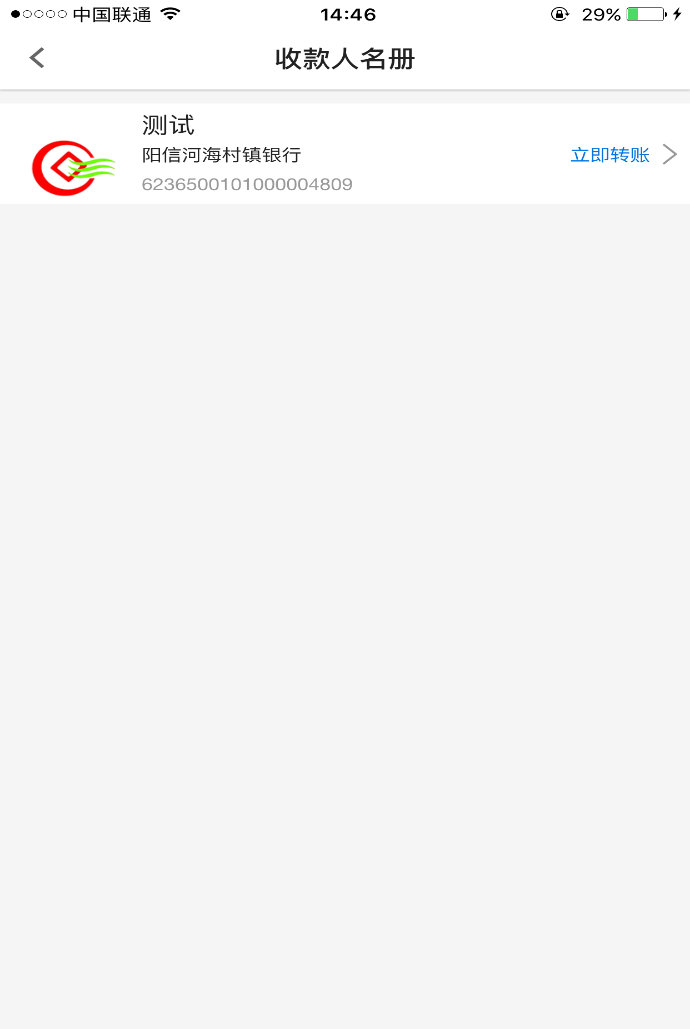 中国联通 14:46 29%
收款人名册
测试
阳信河海村镇银行 立即转账
6236500101000004809